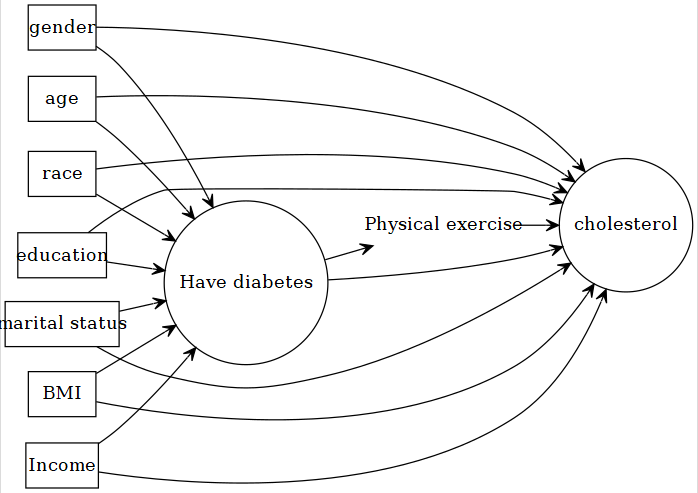 gender
age
race
education
marital status
BMI
Income
Have diabetes
Physical exercise
cholesterol